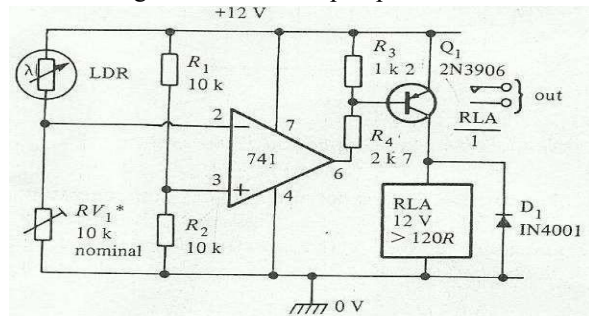 +12 V
R₁
10 k
R₃
1 k 2
Q₁
2N3906
λ
LDR
out
RLA
1
2
7
741
6
3
4
R₄
2 k 7
RV₁*
10 k
nominal
R₂
10 k
RLA
12 V
> 120R
D₁
IN4001
0 V